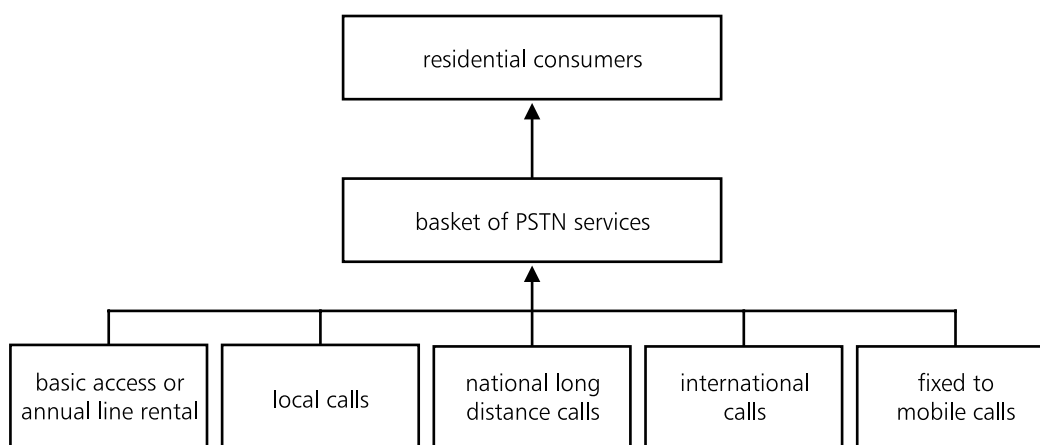 residential consumers
basket of PSTN services
basic access or
annual line rental
local calls
national long
distance calls
international
calls
fixed to
mobile calls